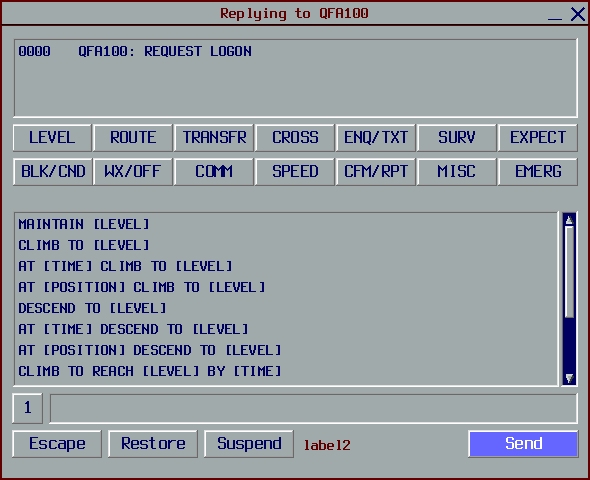 Replying to QFA100
0000 QFA100: REQUEST LOGON
LEVEL ROUTE TRANSFR CROSS ENQ/TXT SURV EXPECT
BLK/CND WX/OFF COMM SPEED CFM/RPT MISC EMERG
MAINTAIN [LEVEL]
CLIMB TO [LEVEL]
AT [TIME] CLIMB TO [LEVEL]
AT [POSITION] CLIMB TO [LEVEL]
DESCEND TO [LEVEL]
AT [TIME] DESCEND TO [LEVEL]
AT [POSITION] DESCEND TO [LEVEL]
CLIMB TO REACH [LEVEL] BY [TIME]
1
Escape Restore Suspend label2 Send